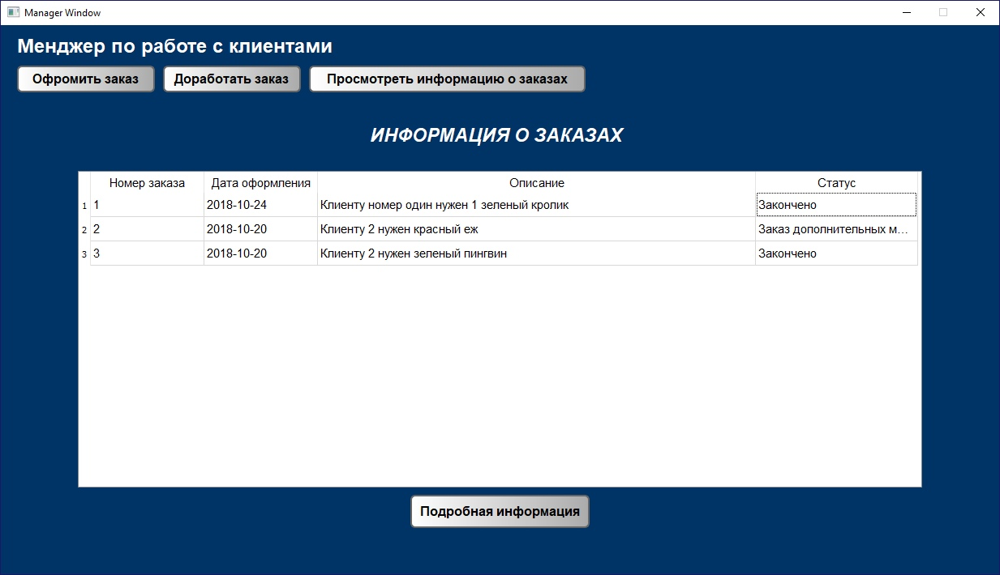 Manager Window
Менджер по работе с клиентами
Офромить заказ Доработать заказ Просмотреть информацию о заказах
ИНФОРМАЦИЯ О ЗАКАЗАХ
Номер заказа Дата оформления Описание Статус
1 1 2018-10-24 Клиенту номер один нужен 1 зеленый кролик Закончено
2 2 2018-10-20 Клиенту 2 нужен красный еж Заказ дополнительных м…
3 3 2018-10-20 Клиенту 2 нужен зеленый пингвин Закончено
Подробная информация